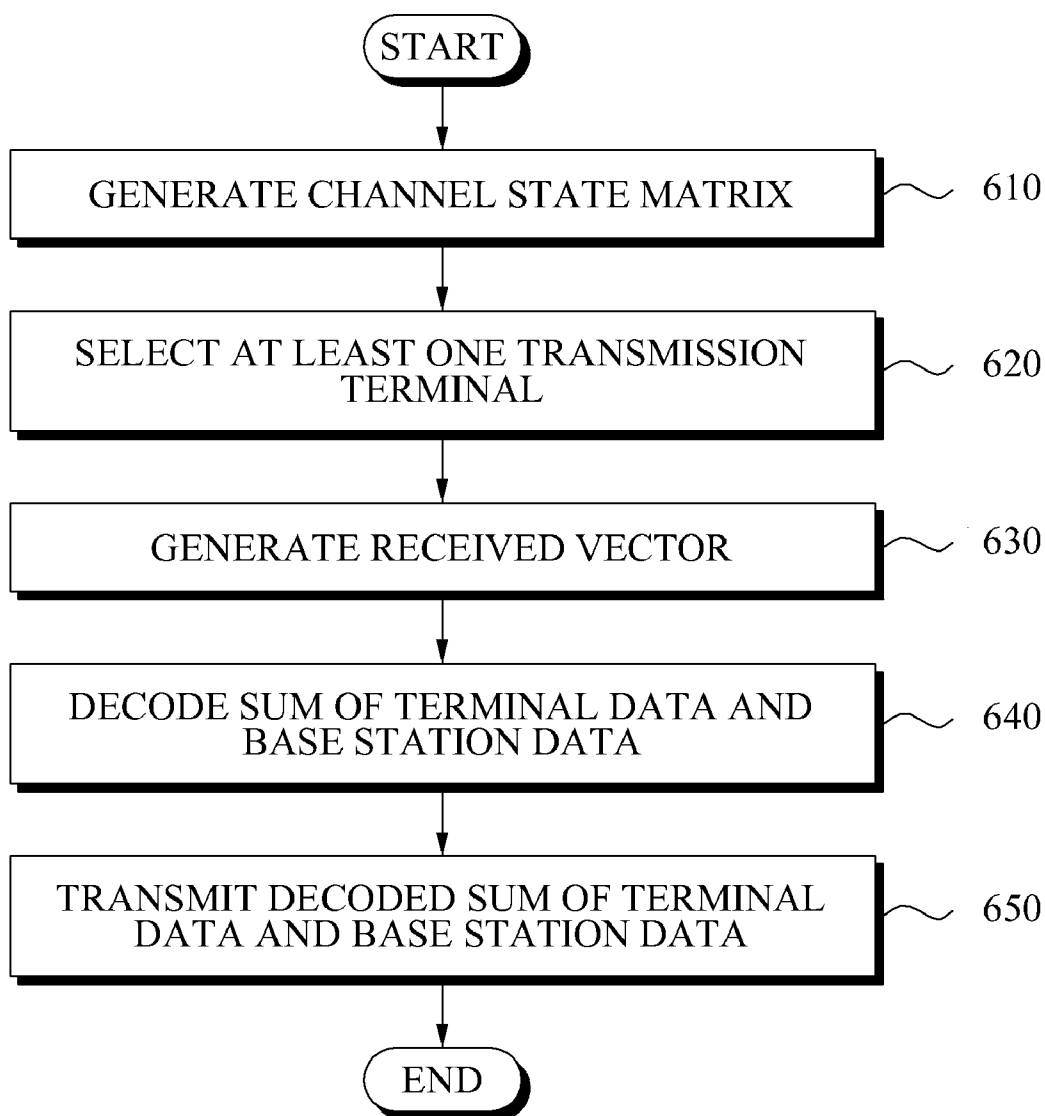 START
GENERATE CHANNEL STATE MATRIX
610
SELECT AT LEAST ONE TRANSMISSION
TERMINAL
620
GENERATE RECEIVED VECTOR
630
DECODE SUM OF TERMINAL DATA AND
BASE STATION DATA
640
TRANSMIT DECODED SUM OF TERMINAL
DATA AND BASE STATION DATA
650
END